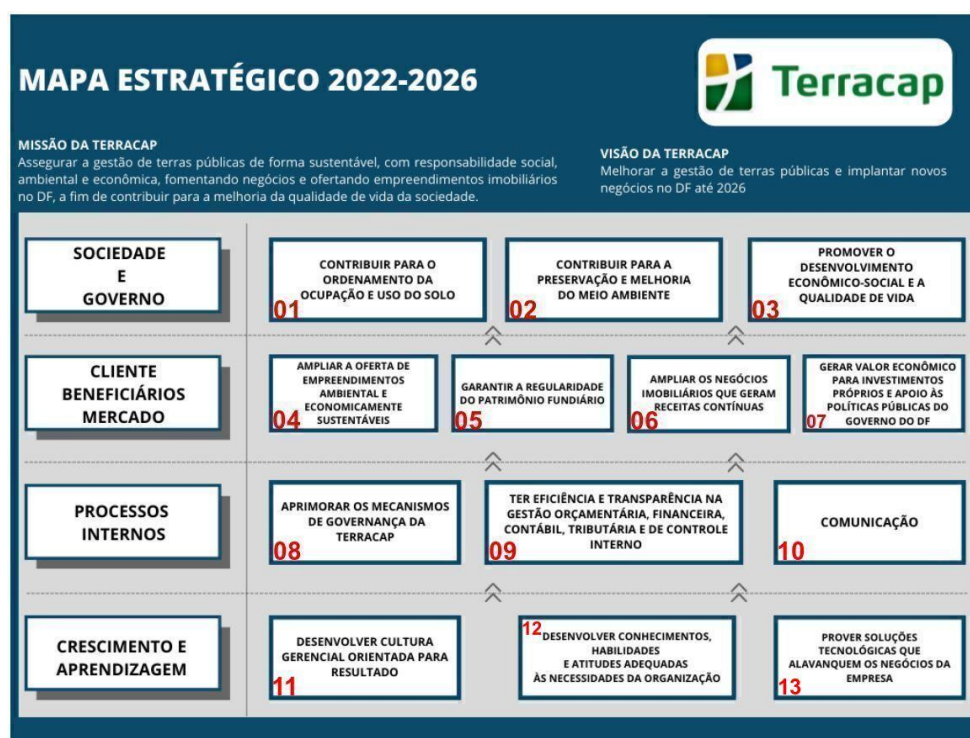 MAPA ESTRATÉGICO 2022-2026
Terracap
MISSÃO DA TERRACAP
Assegurar a gestão de terras públicas de forma sustentável, com responsabilidade social,
ambiental e econômica, fomentando negócios e ofertando empreendimentos imobiliários
no DF, a fim de contribuir para a melhoria da qualidade de vida da sociedade.
VISÃO DA TERRACAP
Melhorar a gestão de terras públicas e implantar novos
negócios no DF até 2026
SOCIEDADE
E
GOVERNO
CONTRIBUIR PARA O
ORDENAMENTO DA
OCUPAÇÃO E USO DO SOLO
01
CONTRIBUIR PARA A
PRESERVAÇÃO E MELHORIA
DO MEIO AMBIENTE
02
PROMOVER O
DESENVOLVIMENTO
ECONÔMICO-SOCIAL E A
QUALIDADE DE VIDA
03
CLIENTE
BENEFICIÁRIOS
MERCADO
AMPLIAR A OFERTA DE
EMPREENDIMENTOS
AMBIENTAL E
ECONOMICAMENTE
SUSTENTÁVEIS
04
GARANTIR A REGULARIDADE
DO PATRIMÔNIO FUNDIÁRIO
05
AMPLIAR OS NEGÓCIOS
IMOBILIÁRIOS QUE GERAM
RECEITAS CONTÍNUAS
06
GERAR VALOR ECONÔMICO
PARA INVESTIMENTOS
PRÓPRIOS E APOIO ÀS
POLÍTICAS PÚBLICAS DO
GOVERNO DO DF
07
PROCESSOS
INTERNOS
APRIMORAR OS MECANISMOS
DE GOVERNANÇA DA
TERRACAP
08
TER EFICIÊNCIA E TRANSPARÊNCIA NA
GESTÃO ORÇAMENTÁRIA, FINANCEIRA,
CONTÁBIL, TRIBUTÁRIA E DE CONTROLE
INTERNO
09
COMUNICAÇÃO
10
CRESCIMENTO E
APRENDIZAGEM
DESENVOLVER CULTURA
GERENCIAL ORIENTADA PARA
RESULTADO
11
12
DESENVOLVER CONHECIMENTOS,
HABILIDADES
E ATITUDES ADEQUADAS
ÀS NECESSIDADES DA ORGANIZAÇÃO
PROVER SOLUÇÕES
TECNOLÓGICAS QUE
ALAVANQUEM OS NEGÓCIOS DA
EMPRESA
13